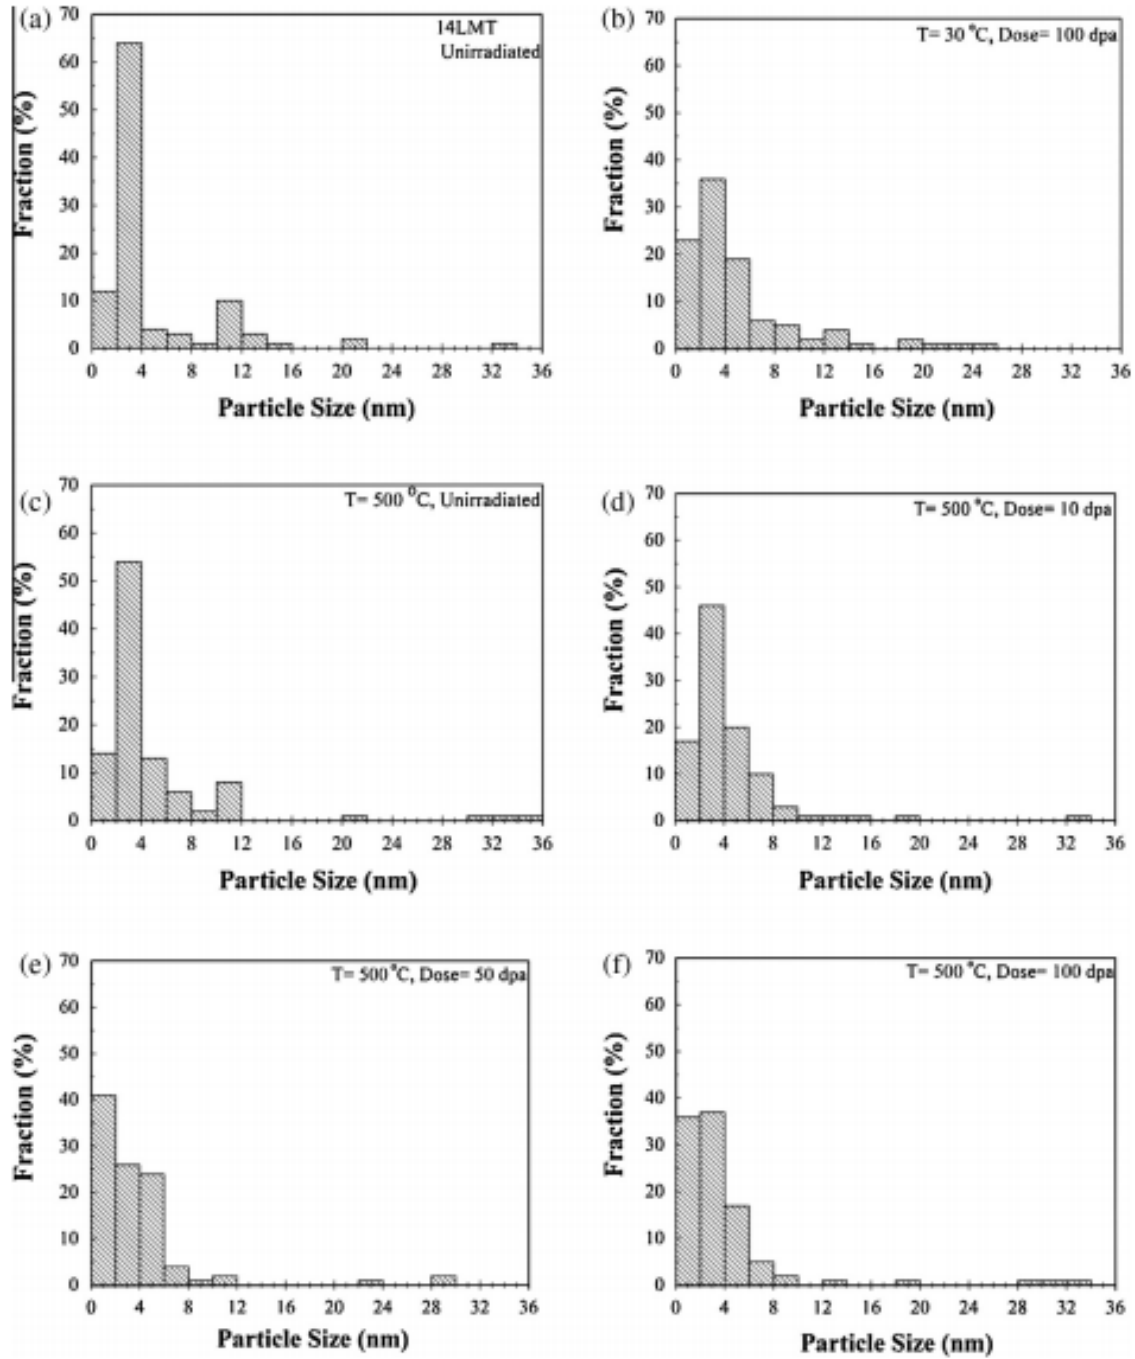 (a)
70
60
50
40
30
20
10
0
Fraction (%)
14LMT
Unirradiated
0 4 8 12 16 20 24 28 32 36
Particle Size (nm)
(b)
70
60
50
40
30
20
10
0
Fraction (%)
T= 30 °C, Dose= 100 dpa
0 4 8 12 16 20 24 28 32 36
Particle Size (nm)
(c)
70
60
50
40
30
20
10
0
Fraction (%)
T= 500 °C, Unirradiated
0 4 8 12 16 20 24 28 32 36
Particle Size (nm)
(d)
70
60
50
40
30
20
10
0
Fraction (%)
T= 500 °C, Dose= 10 dpa
0 4 8 12 16 20 24 28 32 36
Particle Size (nm)
(e)
70
60
50
40
30
20
10
0
Fraction (%)
T= 500 °C, Dose= 50 dpa
0 4 8 12 16 20 24 28 32 36
Particle Size (nm)
(f)
70
60
50
40
30
20
10
0
Fraction (%)
T= 500 °C, Dose= 100 dpa
0 4 8 12 16 20 24 28 32 36
Particle Size (nm)